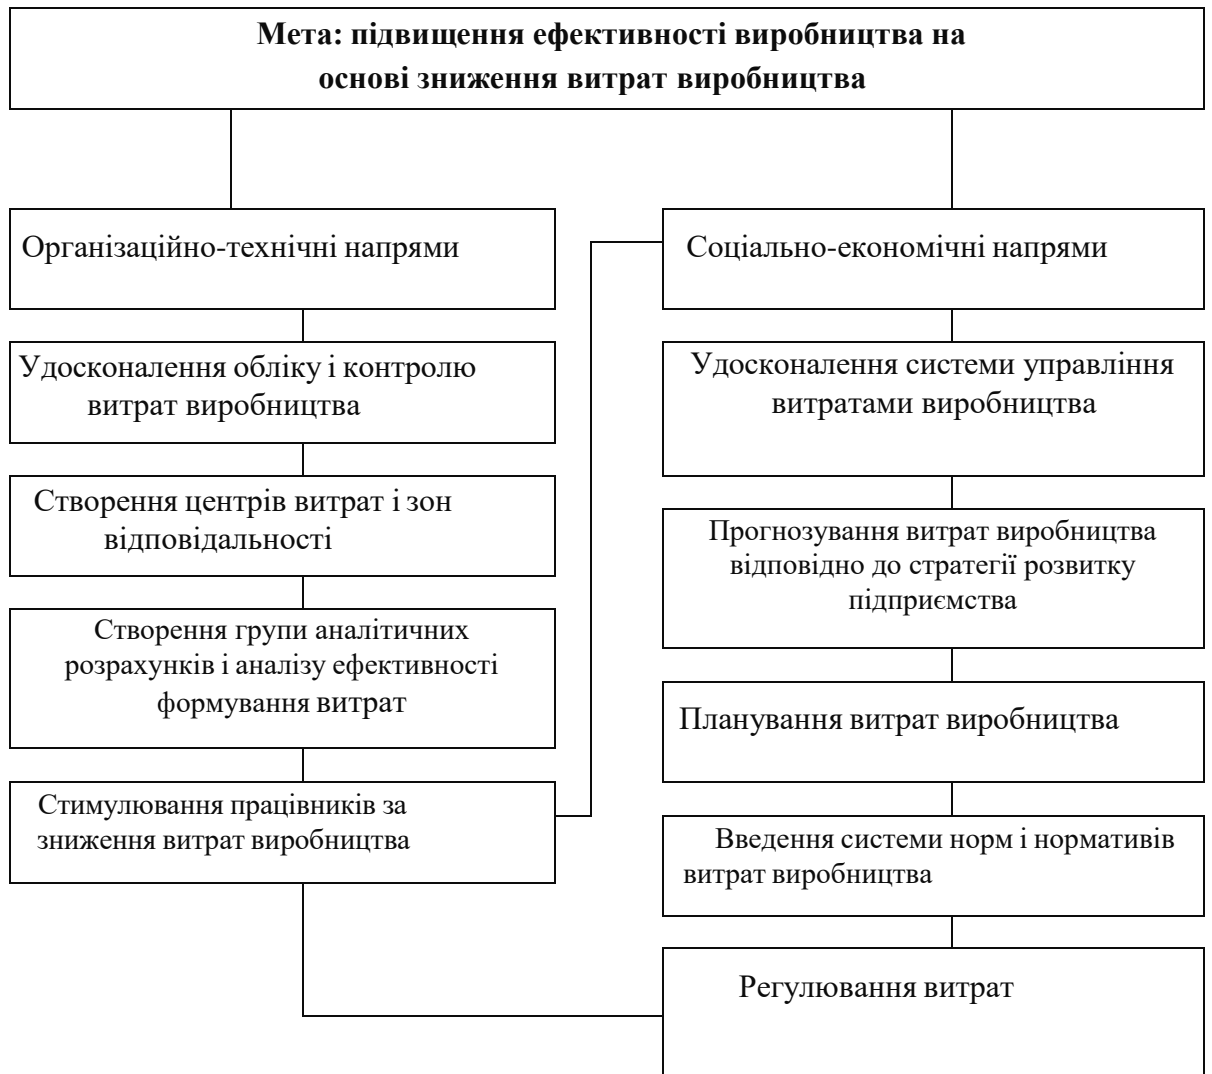 Мета: підвищення ефективності виробництва на
основі зниження витрат виробництва
Організаційно-технічні напрями
Удосконалення обліку і контролю
витрат виробництва
Створення центрів витрат і зон
відповідальності
Створення групи аналітичних
розрахунків і аналізу ефективності
формування витрат
Стимулювання працівників за
зниження витрат виробництва
Соціально-економічні напрями
Удосконалення системи управління
витратами виробництва
Прогнозування витрат виробництва
відповідно до стратегії розвитку
підприємства
Планування витрат виробництва
Введення системи норм і нормативів
витрат виробництва
Регулювання витрат